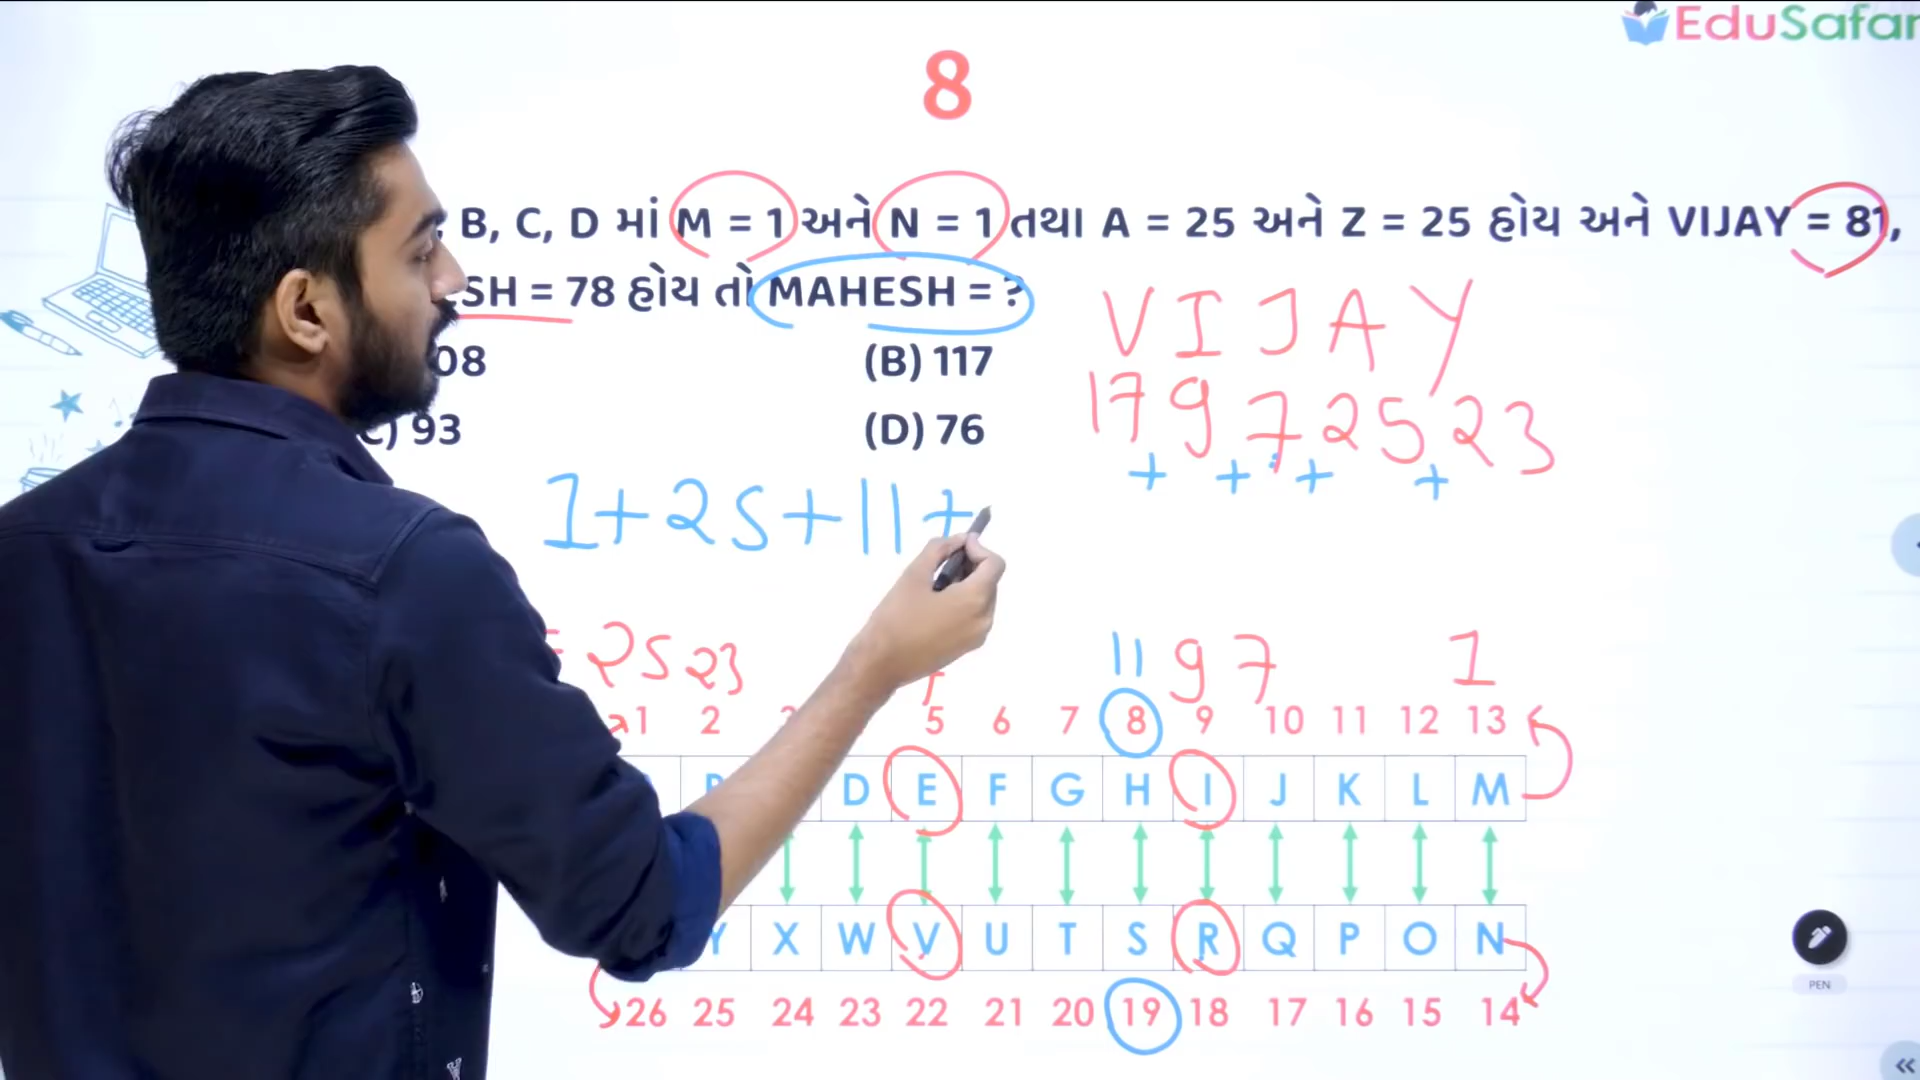 EduSafar
8
B, C, D માં M = 1 અને N = 1 તથા A = 25 અને Z = 25 હોય અને VIJAY = 81,
ESH = 78 હોય તો MAHESH = ?
08 (B) 117
C) 93 (D) 76
V I J A Y
17 9 7 25 23
+ + + +
1+25+11+
25 23 11 9 7 1
1 2 5 6 7 8 9 10 11 12 13
D E F G H I J K L M
Y X W V U T S R Q P O N
26 25 24 23 22 21 20 19 18 17 16 15 14
PEN